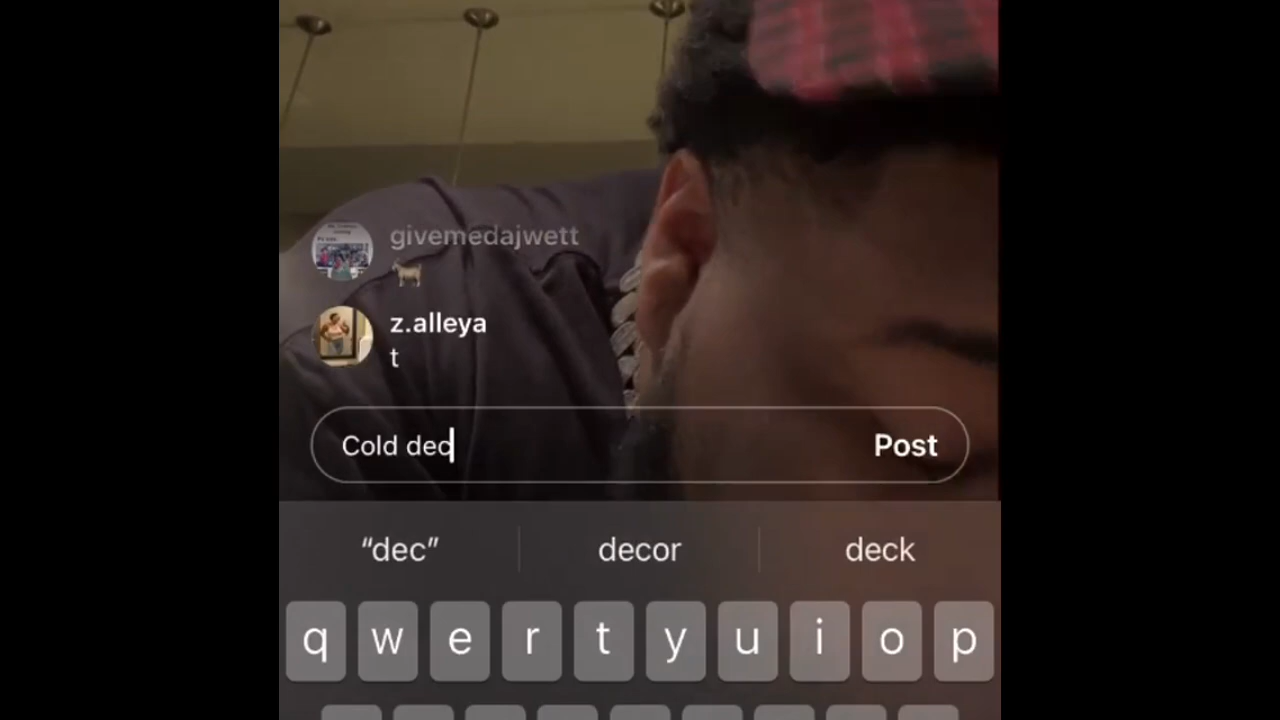 givemedajwett
z.alleya
t
Cold dec
Post
“dec”
decor
deck
q w e r t y u i o p